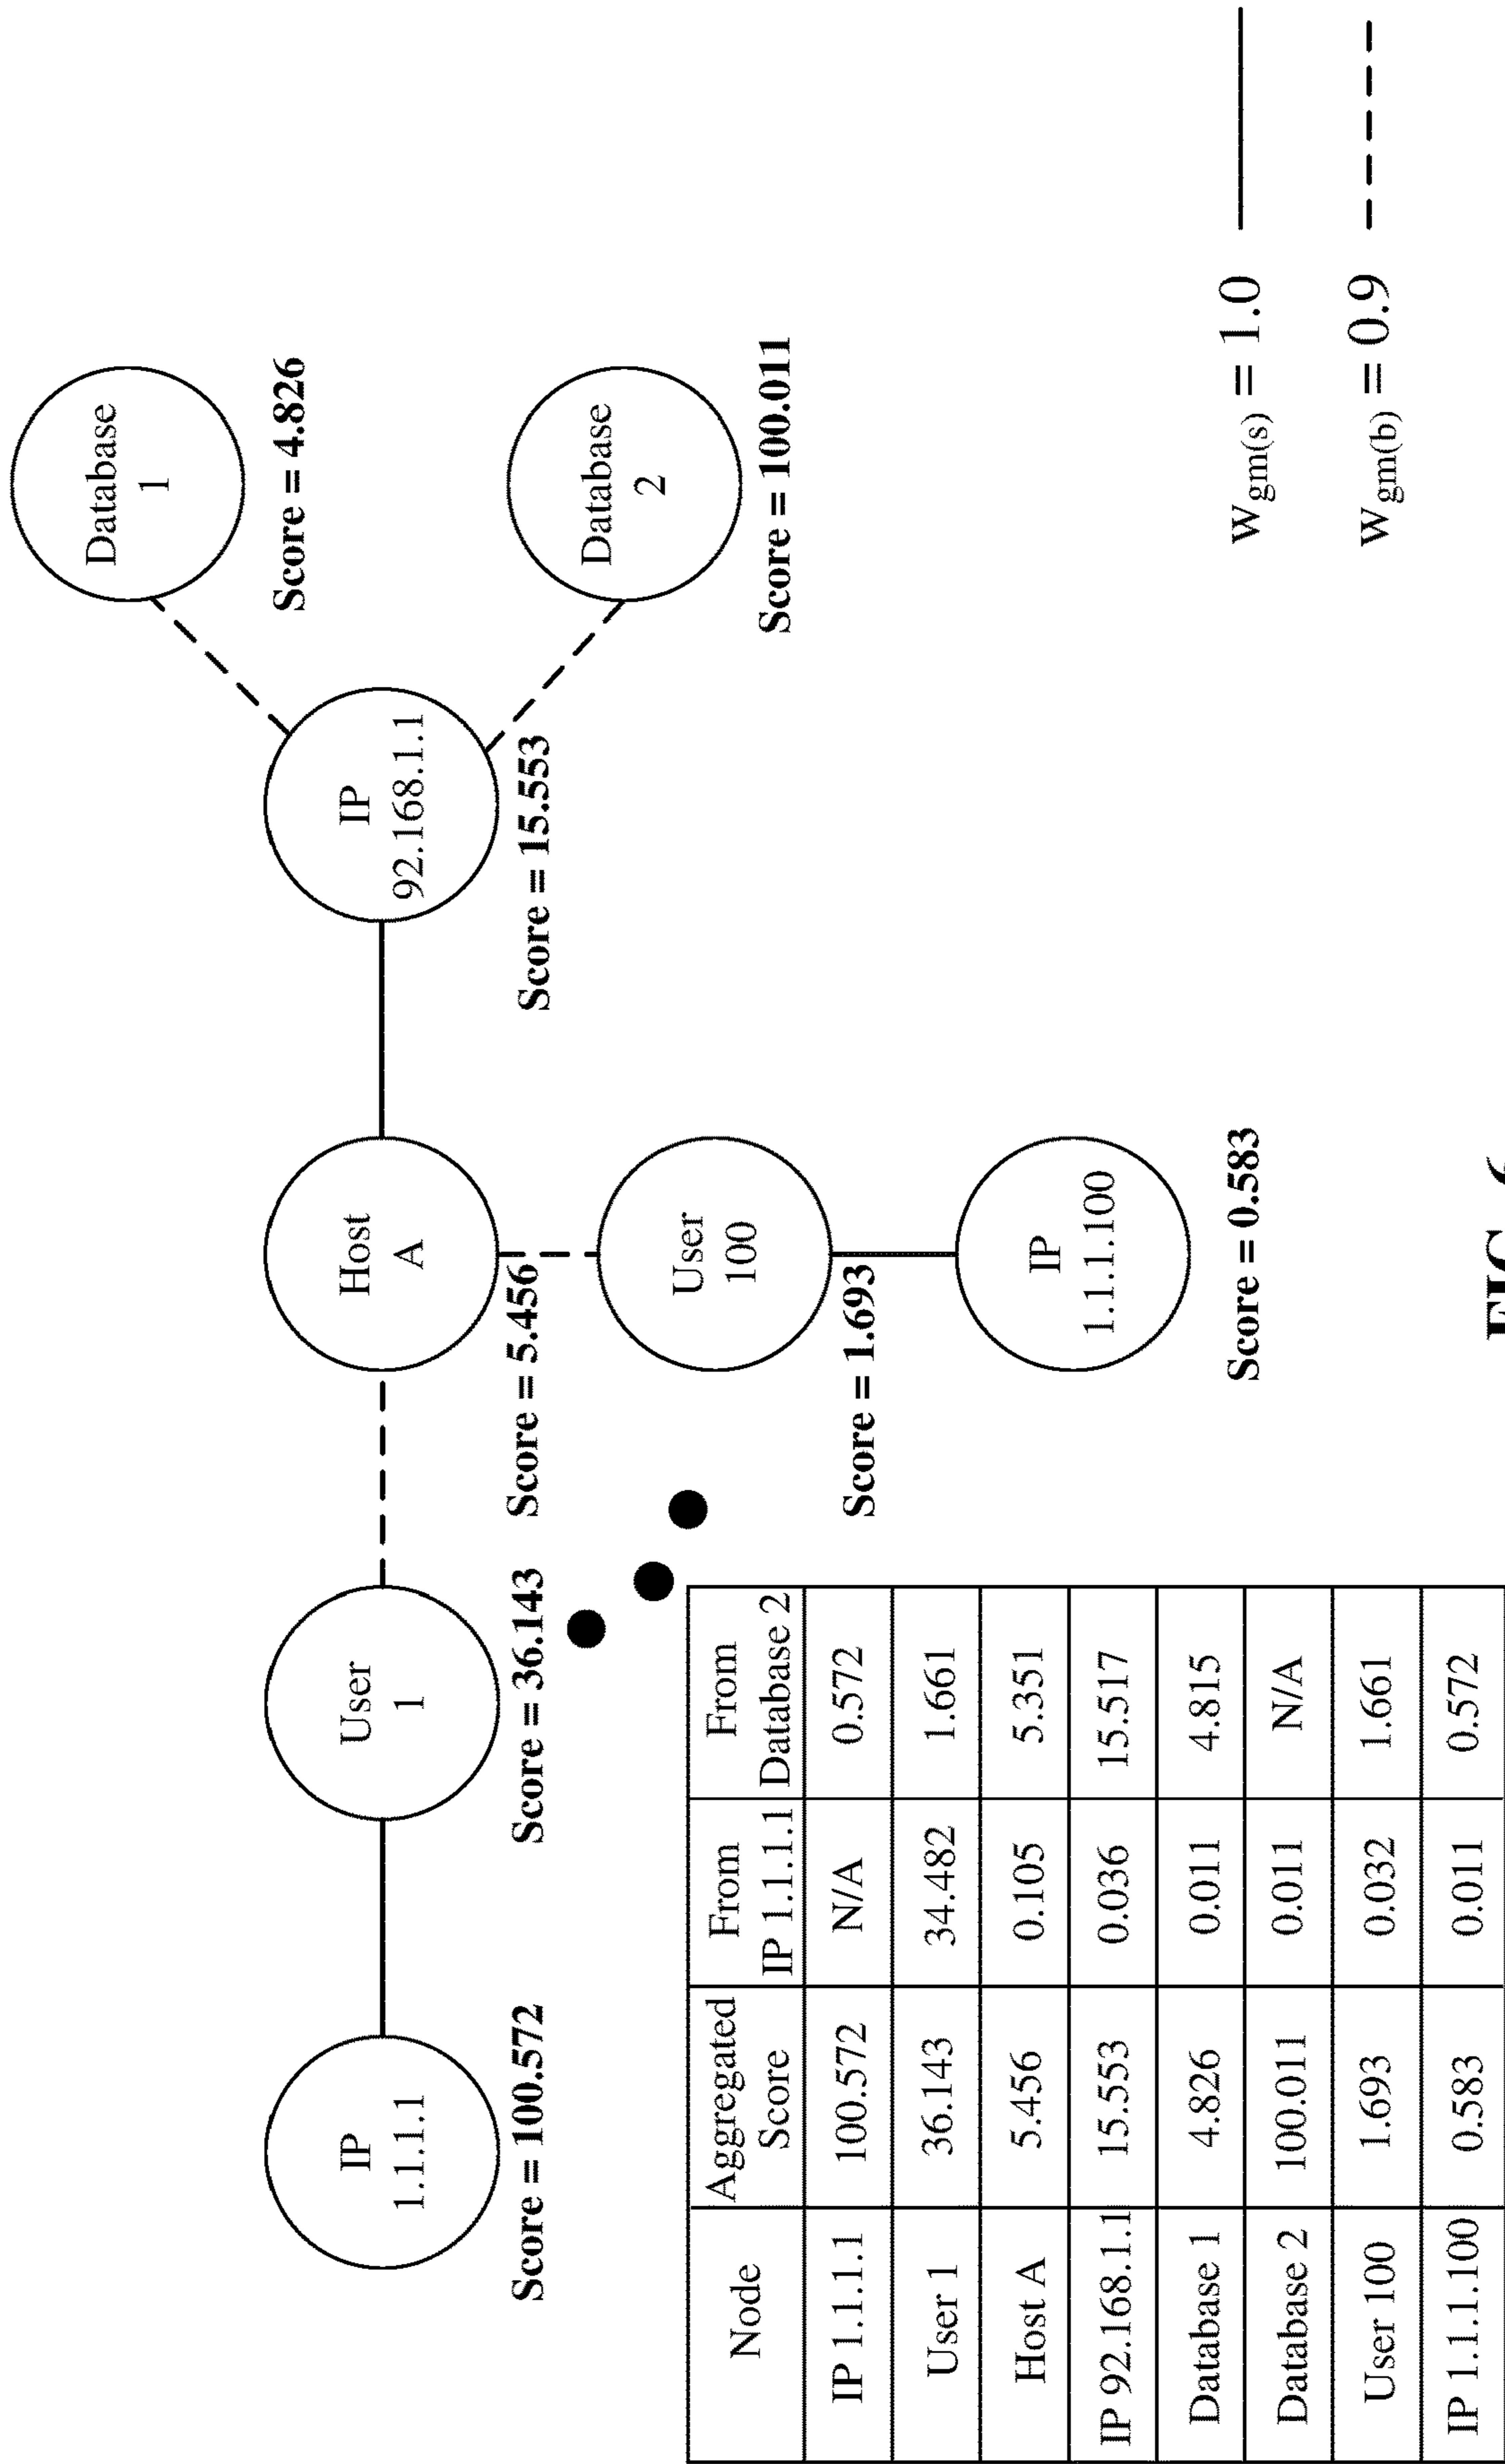 Database
1
Score = 4.826
IP
1.1.1.1
Score = 100.572
User
1
Score = 36.143
Host
A
Score = 5.456
IP
92.168.1.1
Score = 15.553
Database
2
Score = 100.011
User
100
Score = 1.693
IP
1.1.1.100
Score = 0.583
Node Aggregated Score From IP 1.1.1.1 From Database 2
IP 1.1.1.1 100.572 N/A 0.572
User 1 36.143 34.482 1.661
Host A 5.456 0.105 5.351
IP 92.168.1.1 15.553 0.036 15.517
Database 1 4.826 0.011 4.815
Database 2 100.011 0.011 N/A
User 100 1.693 0.032 1.661
IP 1.1.1.100 0.583 0.011 0.572
Wgm(s) = 1.0
Wgm(b) = 0.9
FIG. 6